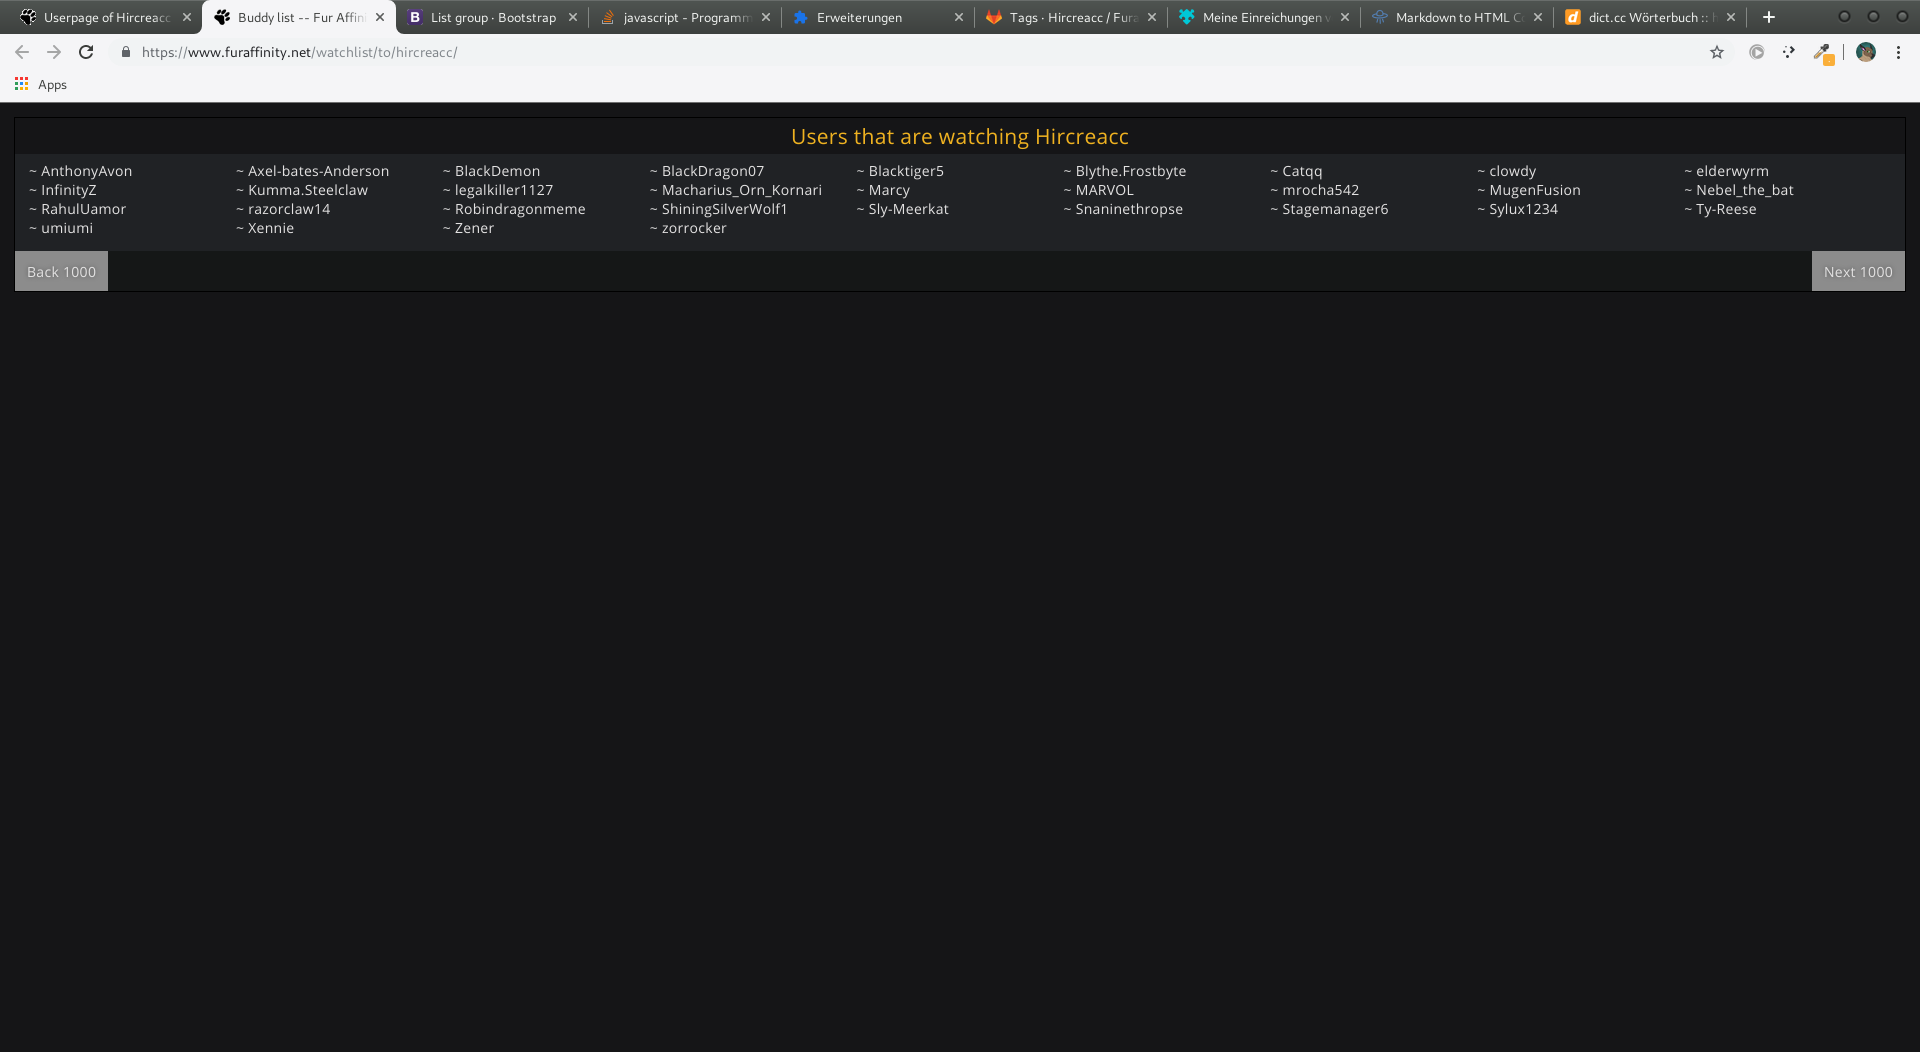 Userpage of Hircreacc
Buddy list -- Fur Affini
List group · Bootstrap
javascript - Programm
Erweiterungen
Tags · Hircreacc / Fura
Meine Einreichungen v
Markdown to HTML C
dict.cc Wörterbuch ::
https://www.furaffinity.net/watchlist/to/hircreacc/
Apps
Users that are watching Hircreacc
~ AnthonyAvon ~ Axel-bates-Anderson ~ BlackDemon ~ BlackDragon07 ~ Blacktiger5 ~ Blythe.Frostbyte ~ Catqq ~ clowdy ~ elderwyrm
~ InfinityZ ~ Kumma.Steelclaw ~ legalkiller1127 ~ Macharius_Orn_Kornari ~ Marcy ~ MARVOL ~ mrocha542 ~ MugenFusion ~ Nebel_the_bat
~ RahulUamor ~ razorclaw14 ~ Robindragonmeme ~ ShiningSilverWolf1 ~ Sly-Meerkat ~ Snaninethropse ~ Stagemanager6 ~ Sylux1234 ~ Ty-Reese
~ umiumi ~ Xennie ~ Zener ~ zorrocker
Back 1000
Next 1000